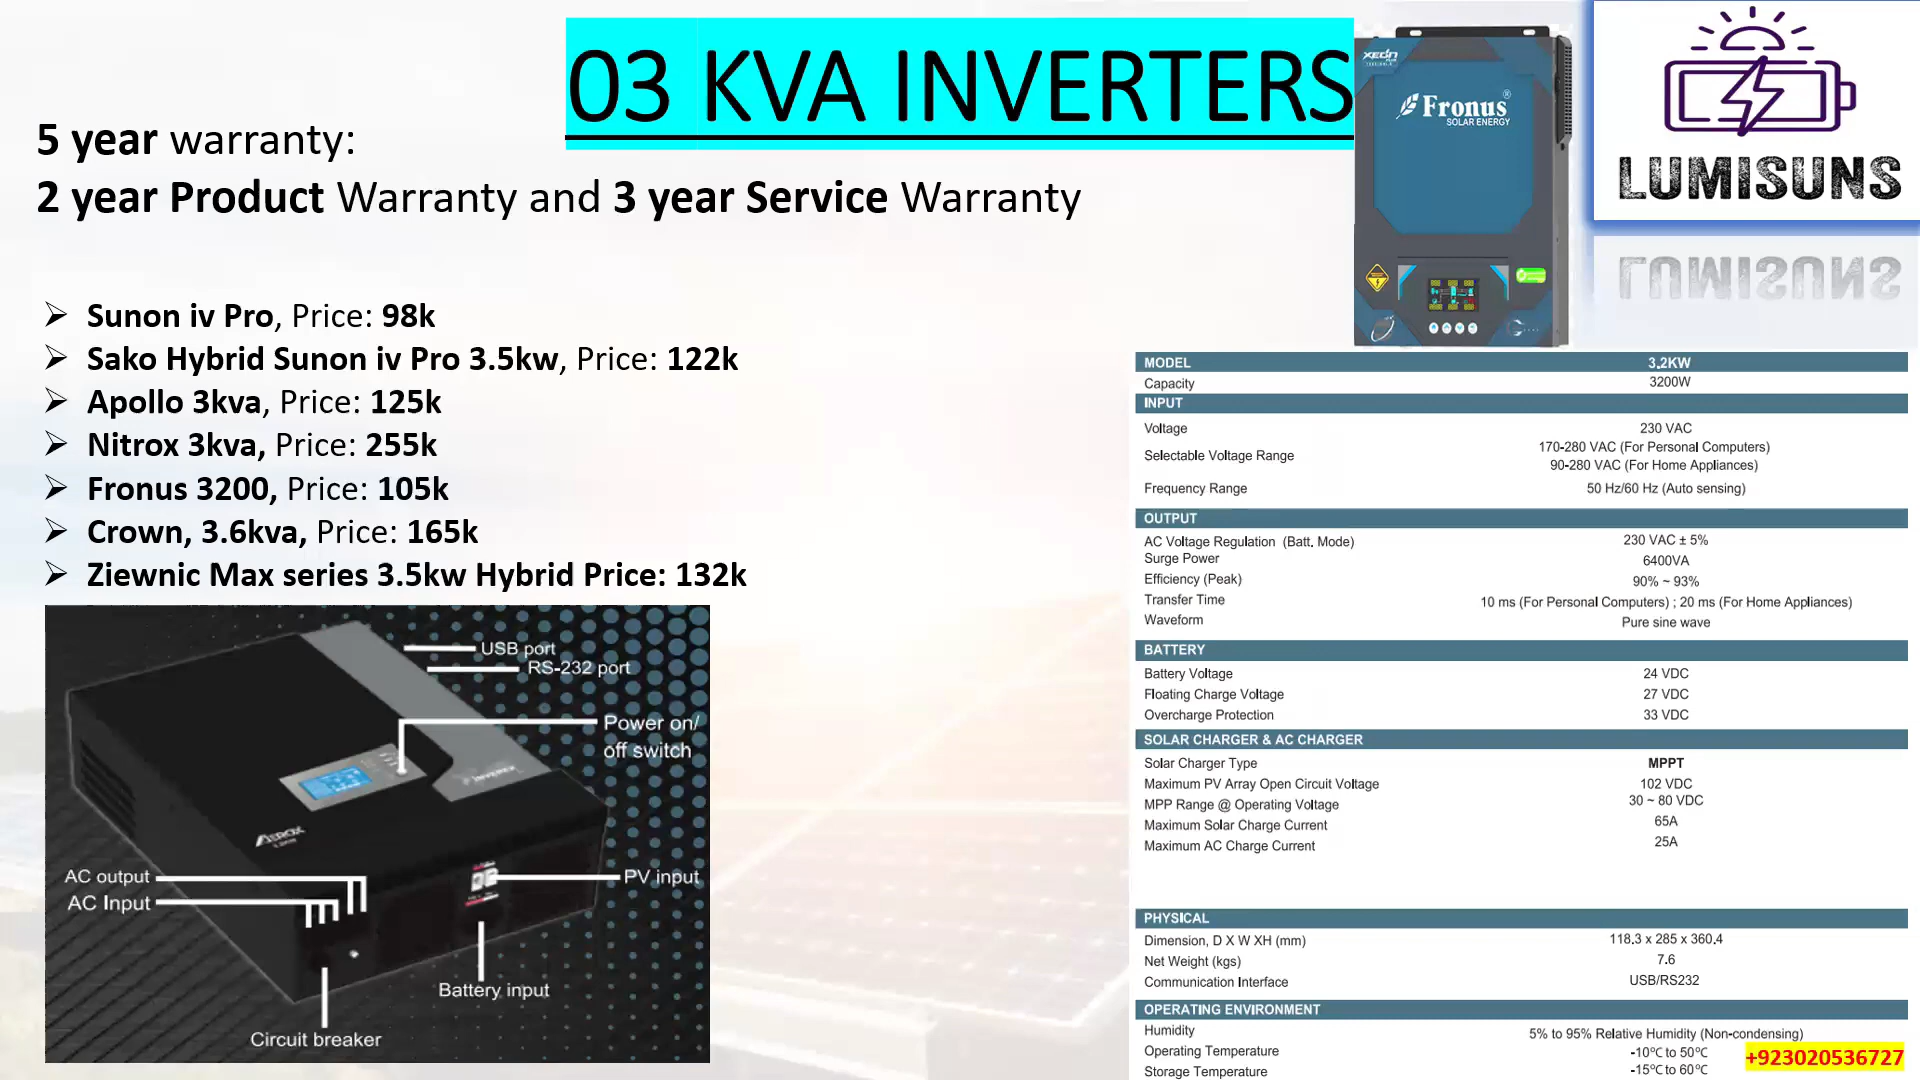 03 KVA INVERTERS
5 year warranty:
2 year Product Warranty and 3 year Service Warranty
Sunon iv Pro, Price: 98k
Sako Hybrid Sunon iv Pro 3.5kw, Price: 122k
Apollo 3kva, Price: 125k
Nitrox 3kva, Price: 255k
Fronus 3200, Price: 105k
Crown, 3.6kva, Price: 165k
Ziewnic Max series 3.5kw Hybrid Price: 132k
USB port
RS-232 port
Power on/
off switch
INVEREX
AEROX
AC output
AC Input
PV input
Battery input
Circuit breaker
XEON
Fronus
SOLAR ENERGY
LUMISUNS
MODEL 3.2KW
Capacity 3200W
INPUT
Voltage 230 VAC
Selectable Voltage Range 170-280 VAC (For Personal Computers)
90-280 VAC (For Home Appliances)
Frequency Range 50 Hz/60 Hz (Auto sensing)
OUTPUT
AC Voltage Regulation (Batt. Mode) 230 VAC ± 5%
Surge Power 6400VA
Efficiency (Peak) 90% ~ 93%
Transfer Time 10 ms (For Personal Computers) ; 20 ms (For Home Appliances)
Waveform Pure sine wave
BATTERY
Battery Voltage 24 VDC
Floating Charge Voltage 27 VDC
Overcharge Protection 33 VDC
SOLAR CHARGER & AC CHARGER
Solar Charger Type MPPT
Maximum PV Array Open Circuit Voltage 102 VDC
MPP Range @ Operating Voltage 30 ~ 80 VDC
Maximum Solar Charge Current 65A
Maximum AC Charge Current 25A
PHYSICAL
Dimension, D X W XH (mm) 118.3 x 285 x 360.4
Net Weight (kgs) 7.6
Communication Interface USB/RS232
OPERATING ENVIRONMENT
Humidity 5% to 95% Relative Humidity (Non-condensing)
Operating Temperature -10°C to 50°C
Storage Temperature -15°C to 60°C
+923020536727